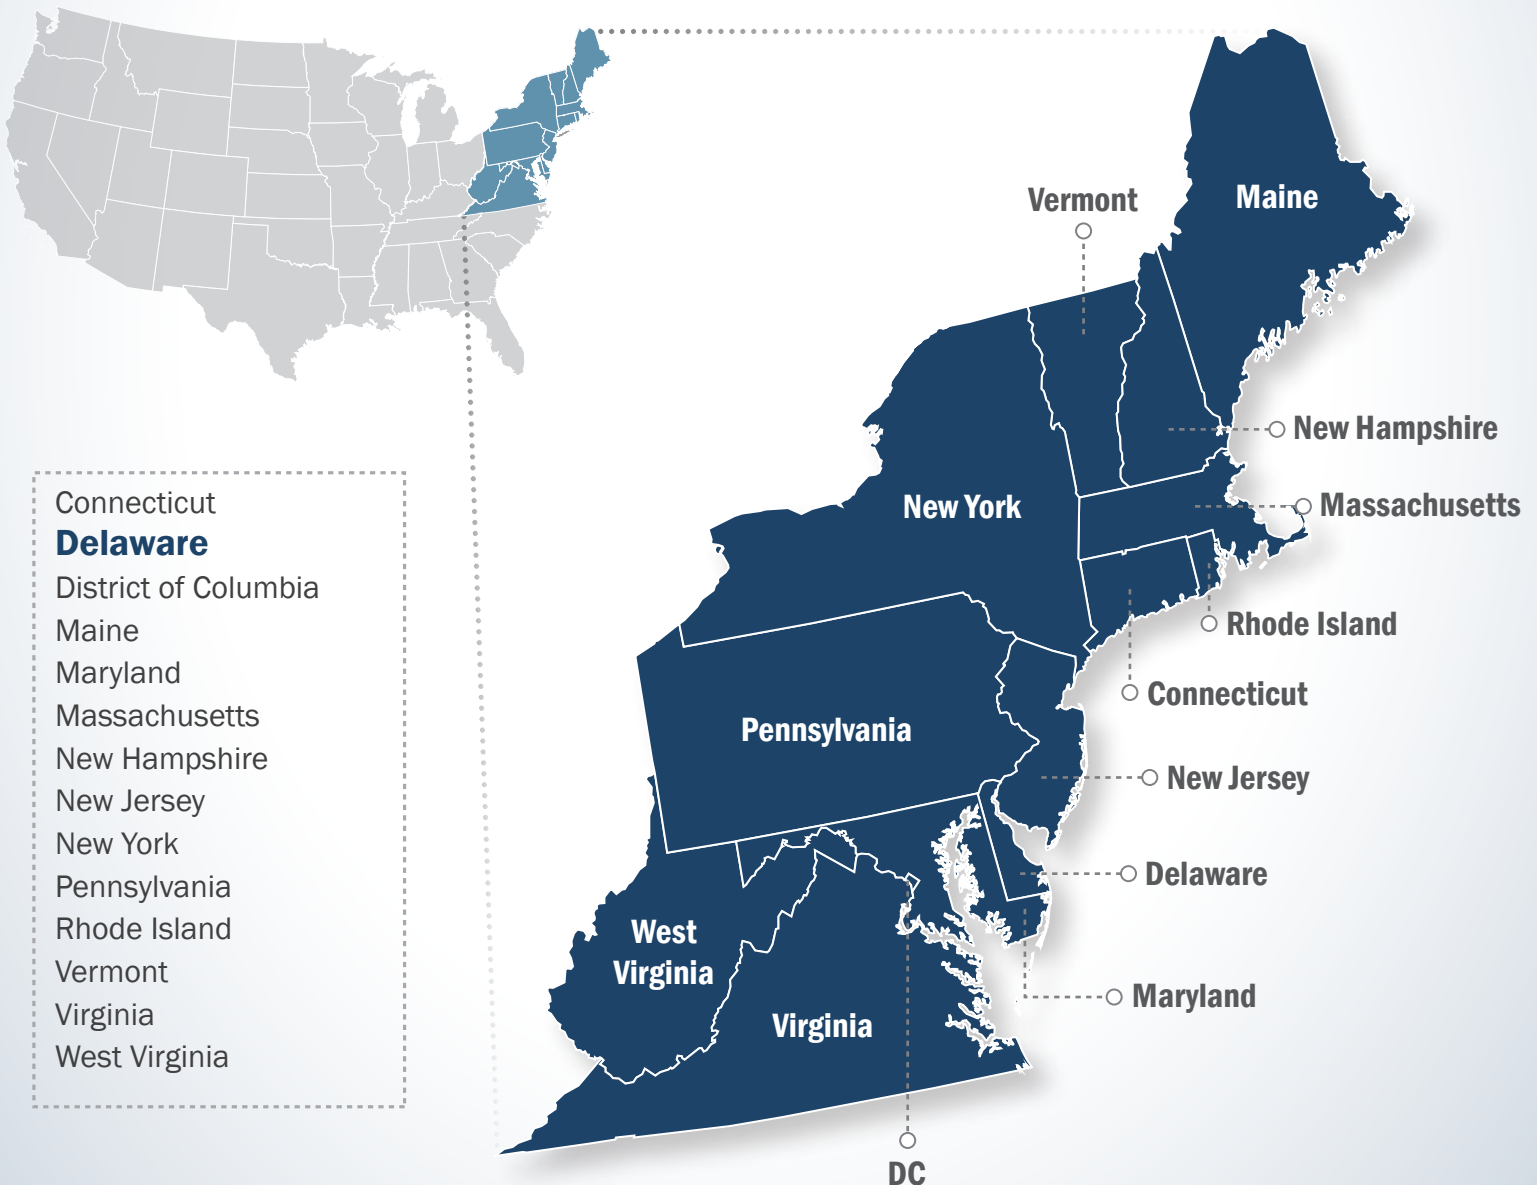 Connecticut
Delaware
District of Columbia
Maine
Maryland
Massachusetts
New Hampshire
New Jersey
New York
Pennsylvania
Rhode Island
Vermont
Virginia
West Virginia
Maine
Vermont
New Hampshire
New York
Massachusetts
Rhode Island
Connecticut
Pennsylvania
New Jersey
Delaware
West
Virginia
Maryland
Virginia
DC